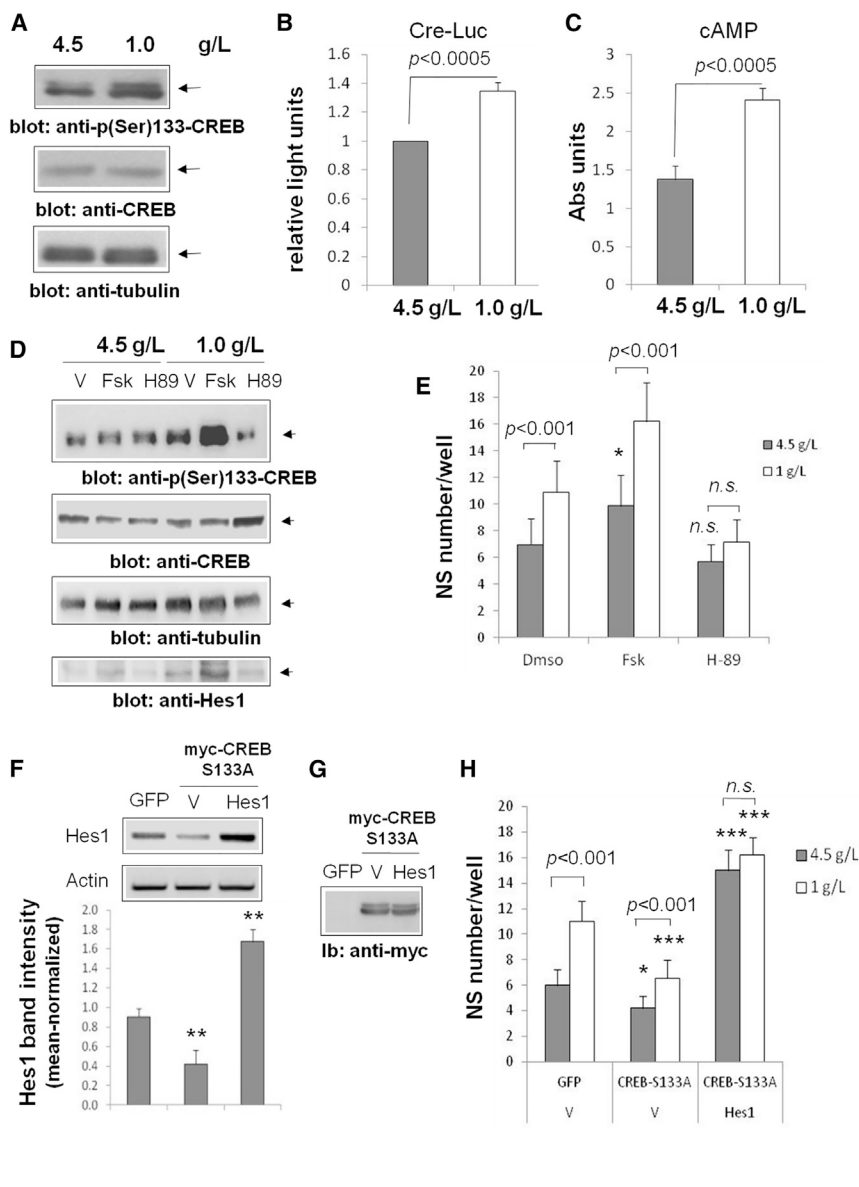 A
4.5 1.0 g/L
blot: anti-p(Ser)133-CREB
blot: anti-CREB
blot: anti-tubulin
B
Cre-Luc
p<0.0005
relative light units
1.6
1.4
1.2
1
0.8
0.6
0.4
0.2
0
4.5 g/L 1.0 g/L
C
cAMP
p<0.0005
Abs units
3
2.5
2
1.5
1
0.5
0
4.5 g/L 1.0 g/L
D
4.5 g/L 1.0 g/L
V Fsk H89 V Fsk H89
blot: anti-p(Ser)133-CREB
blot: anti-CREB
blot: anti-tubulin
blot: anti-Hes1
E
NS number/well
20
18
16
14
12
10
8
6
4
2
0
p<0.001
p<0.001
*
n.s.
n.s.
4.5 g/L
1 g/L
Dmso Fsk H-89
F
myc-CREB
S133A
GFP V Hes1
Hes1
Actin
Hes1 band intensity
(mean-normalized)
2.0
1.8
1.6
1.4
1.2
1.0
0.8
0.6
0.4
0.2
0.0
**
**
G
myc-CREB
S133A
GFP V Hes1
Ib: anti-myc
H
NS number/well
20
18
16
14
12
10
8
6
4
2
0
p<0.001
p<0.001
*
***
n.s.
***
***
4.5 g/L
1 g/L
GFP CREB-S133A CREB-S133A
V V Hes1